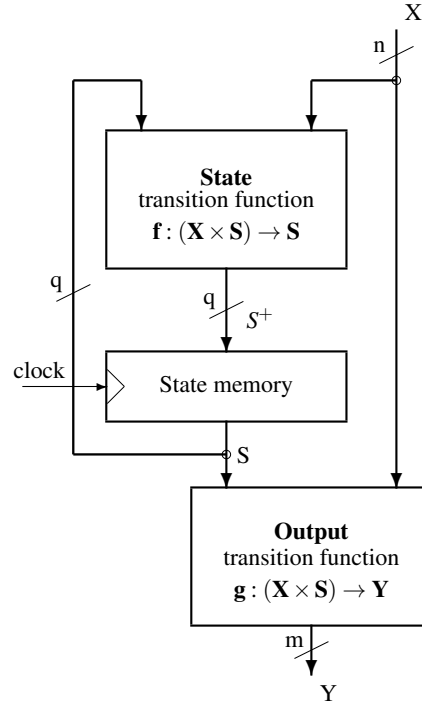 X
n
State
transition function
f : (X × S) → S
q
q
S⁺
clock
State memory
S
Output
transition function
g : (X × S) → Y
m
Y